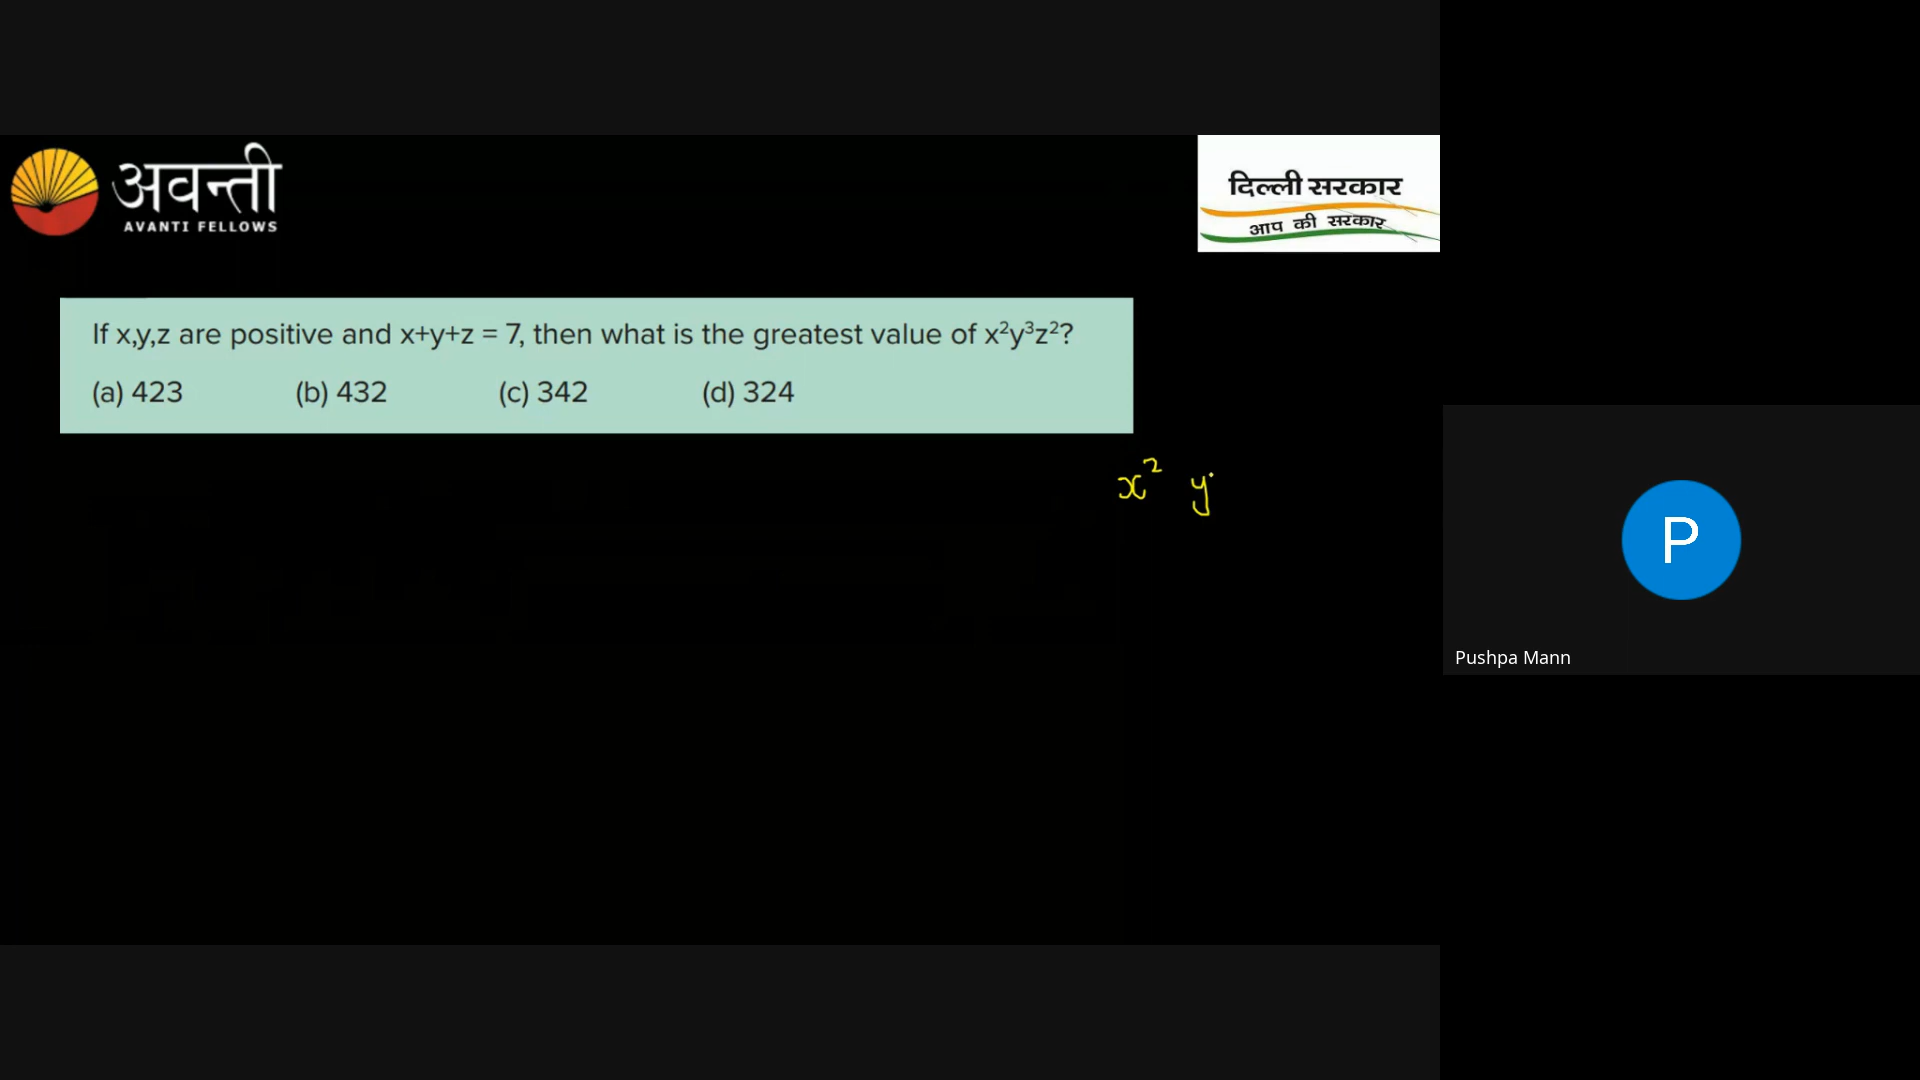 अवन्ती
AVANTI FELLOWS
दिल्ली सरकार
आप की सरकार
If x,y,z are positive and x+y+z = 7, then what is the greatest value of x²y³z²?
(a) 423 (b) 432 (c) 342 (d) 324
x² y
P
Pushpa Mann